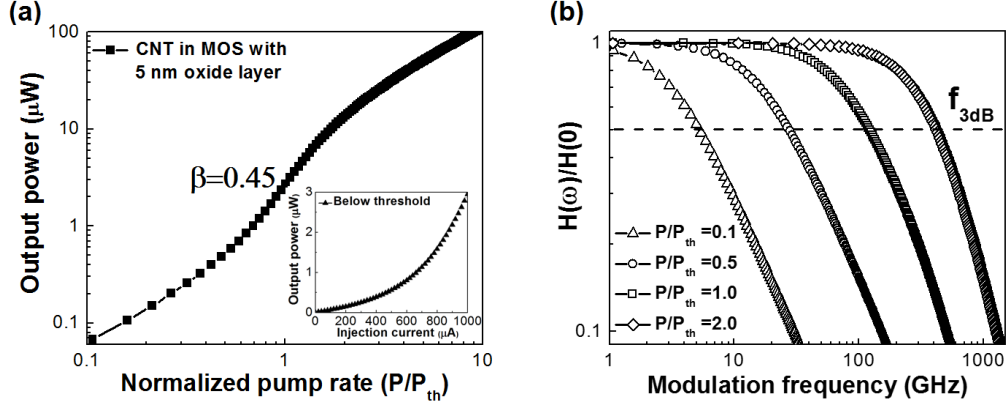 (a)
100
10
1
0.1
Output power (μW)
CNT in MOS with
5 nm oxide layer
β=0.45
3
2
1
0
Output power (μW)
Below threshold
0 200 400 600 800 1000
Injection current (μA)
0.1 1 10
Normalized pump rate (P/Pth)
(b)
1
0.1
H(ω)/H(0)
f3dB
P/Pth =0.1
P/Pth =0.5
P/Pth =1.0
P/Pth =2.0
1 10 100 1000
Modulation frequency (GHz)